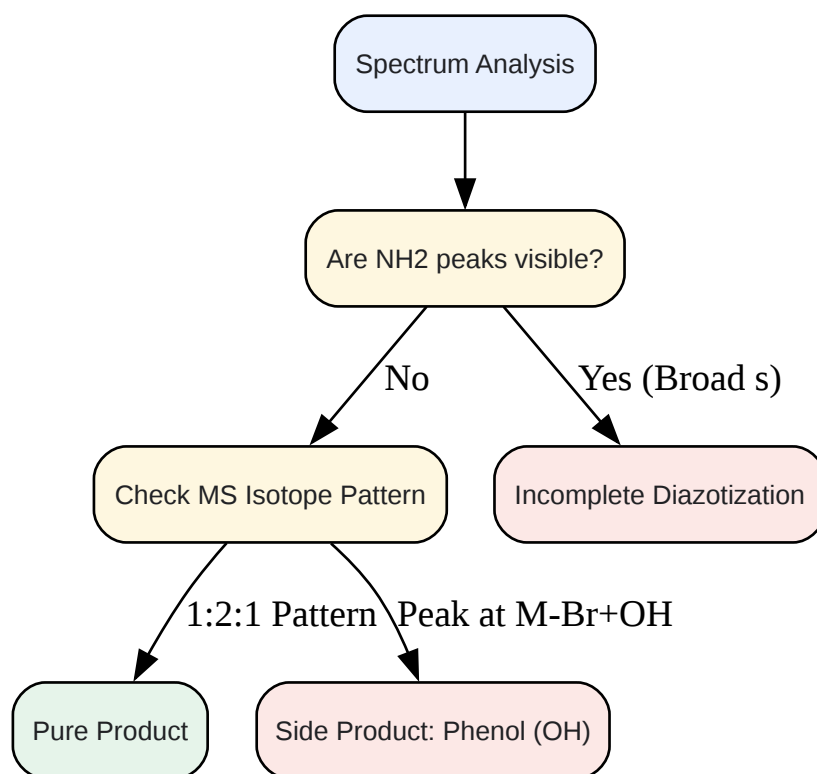 Spectrum Analysis
Are NH2 peaks visible?
No
Yes (Broad s)
Check MS Isotope Pattern
Incomplete Diazotization
1:2:1 Pattern
Peak at M-Br+OH
Pure Product
Side Product: Phenol (OH)